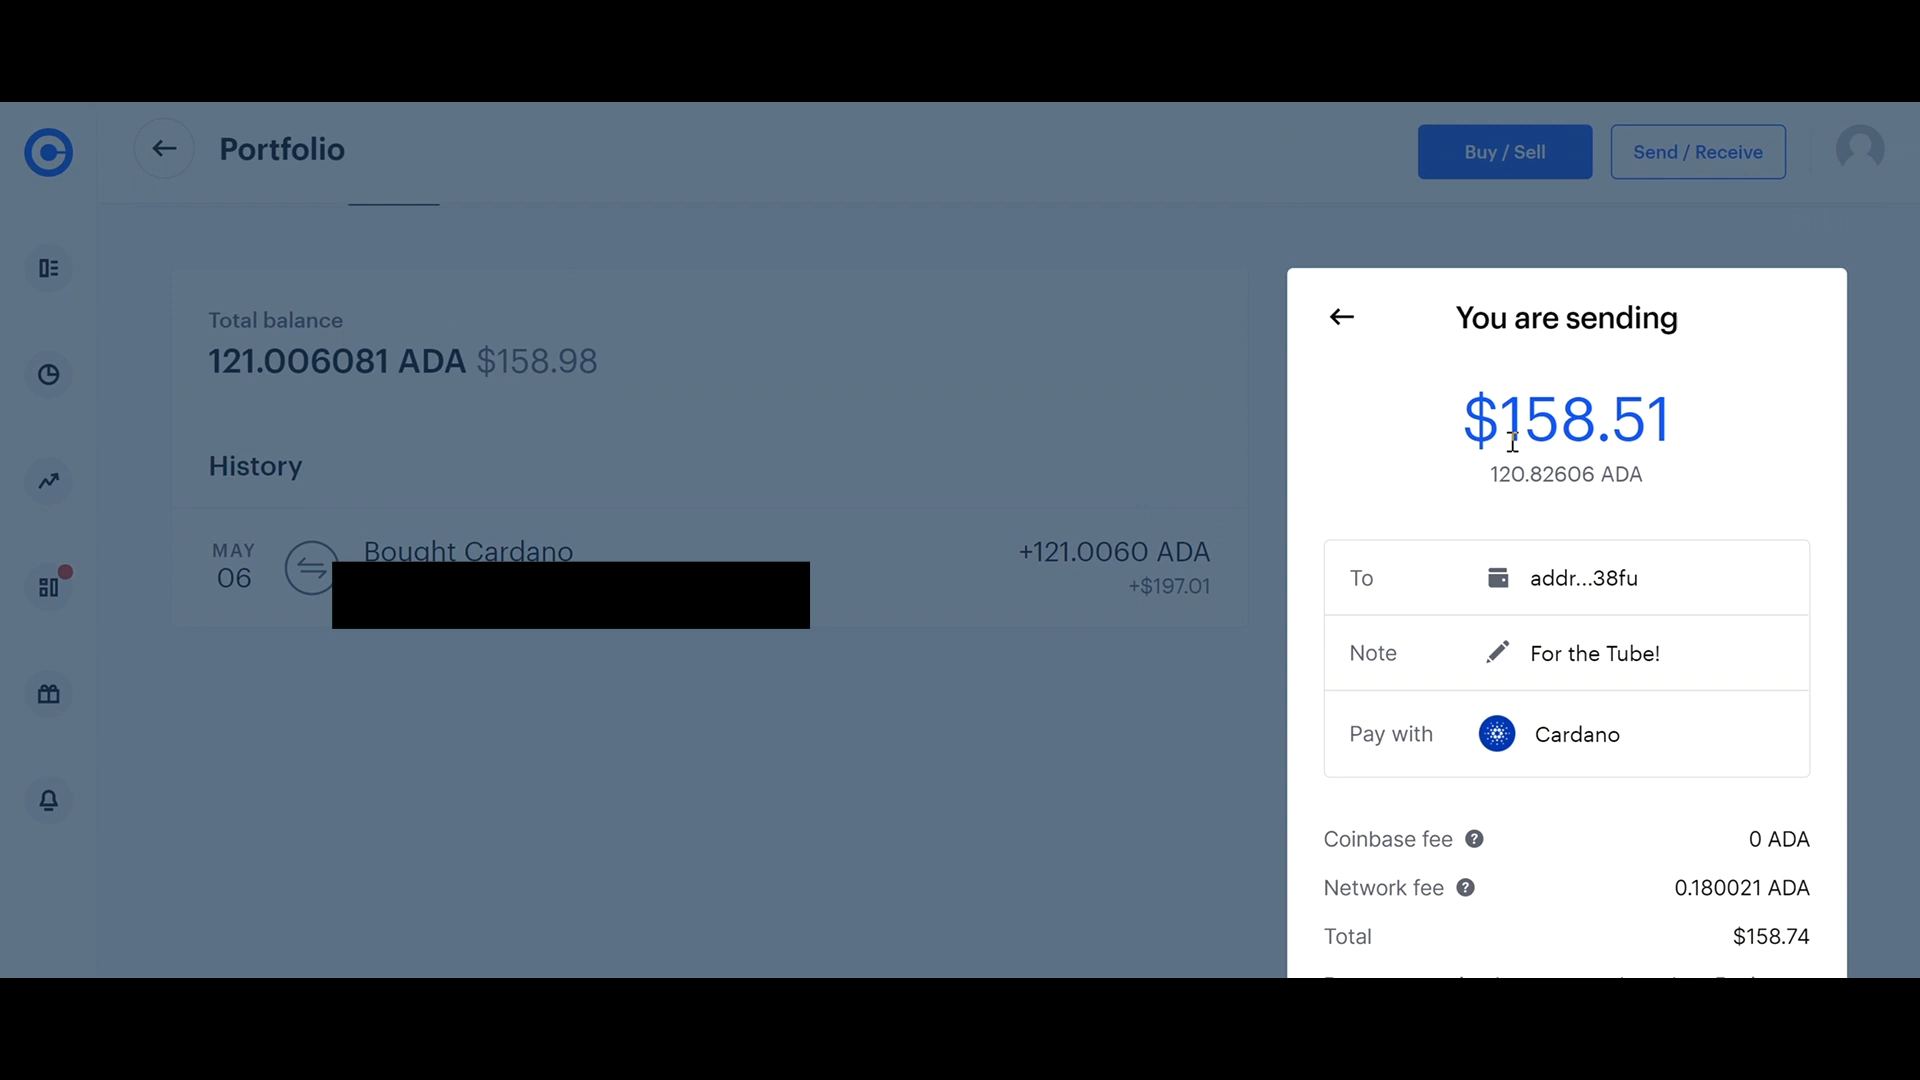 Portfolio
Buy / Sell
Send / Receive
Total balance
121.006081 ADA $158.98
History
MAY
06
Bought Cardano
+121.0060 ADA
+$197.01
You are sending
$158.51
120.82606 ADA
To addr...38fu
Note For the Tube!
Pay with Cardano
Coinbase fee ? 0 ADA
Network fee ? 0.180021 ADA
Total $158.74